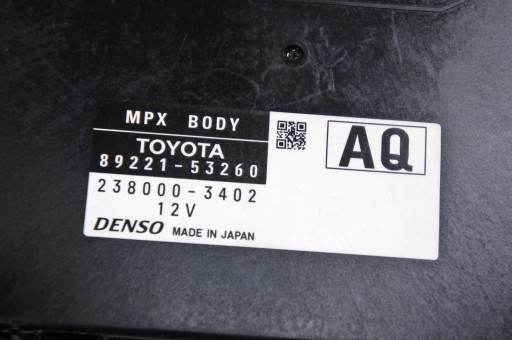 MPX BODY
TOYOTA
89221-53260
238000-3402
12V
DENSO MADE IN JAPAN
AQ